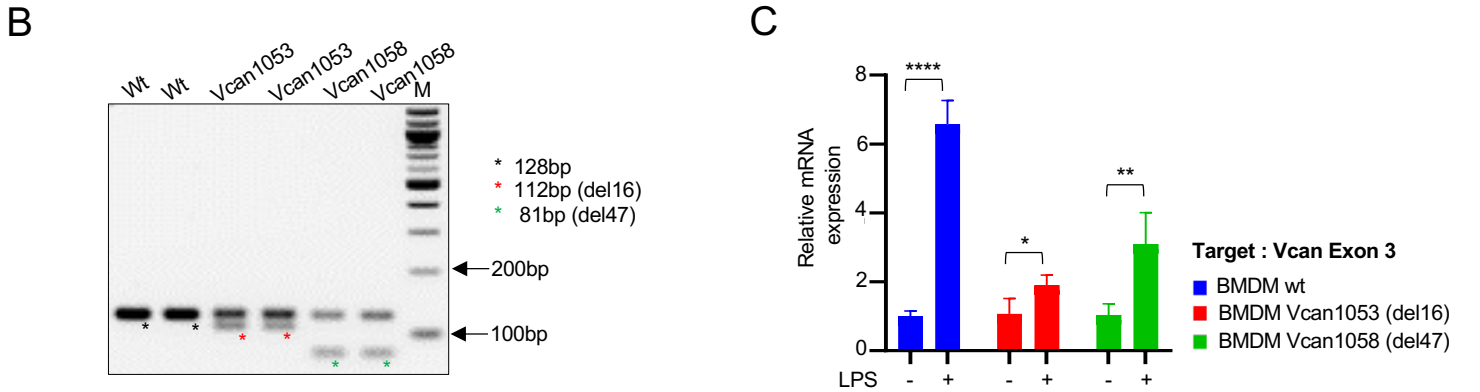 B
Wt Wt Vcan1053 Vcan1053 Vcan1058 Vcan1058 M
* 128bp
* 112bp (del16)
* 81bp (del47)
200bp
100bp
* * * * * *
C
Relative mRNA
expression
8
6
4
2
0
**** * **
LPS - + - + - +
Target : Vcan Exon 3
BMDM wt
BMDM Vcan1053 (del16)
BMDM Vcan1058 (del47)